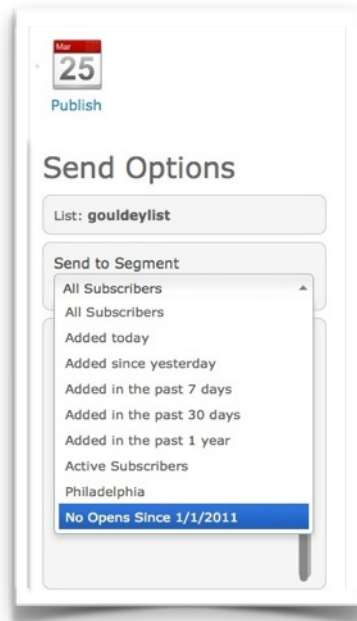 Mar
25
Publish
Send Options
List: gouldeylist
Send to Segment
All Subscribers
All Subscribers
Added today
Added since yesterday
Added in the past 7 days
Added in the past 30 days
Added in the past 1 year
Active Subscribers
Philadelphia
No Opens Since 1/1/2011